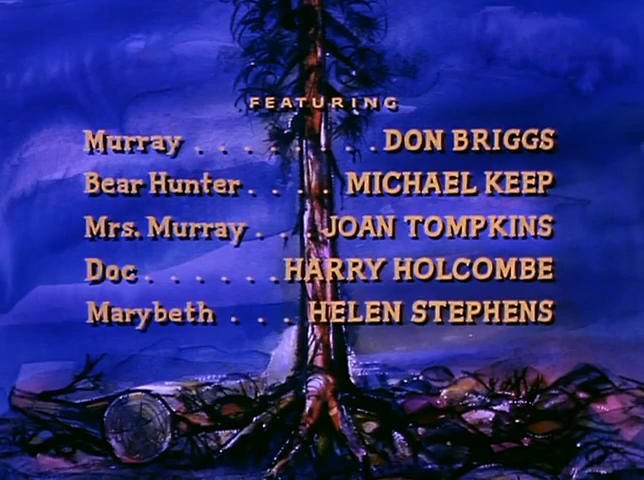 FEATURING
Murray . . . . . . . . DON BRIGGS
Bear Hunter . . . . MICHAEL KEEP
Mrs. Murray . . . JOAN TOMPKINS
Doc . . . . . . HARRY HOLCOMBE
Marybeth . . . HELEN STEPHENS